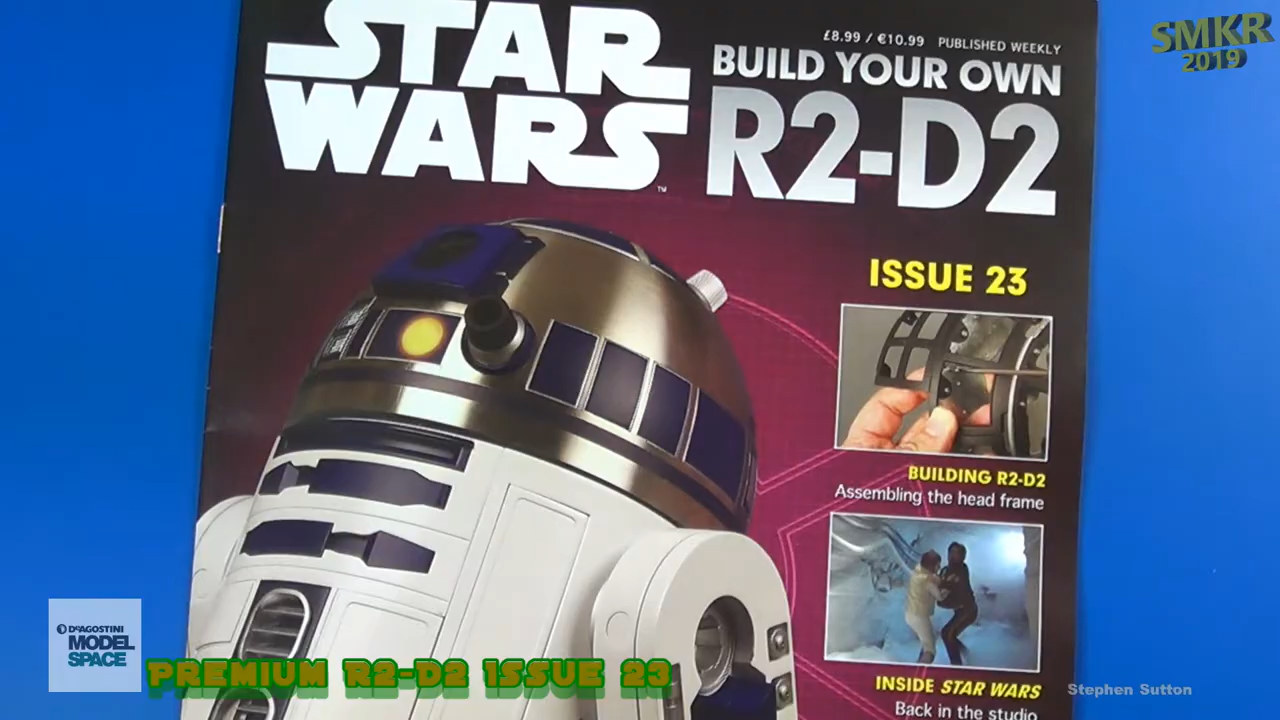 STAR
WARS
TM
£8.99 / €10.99 PUBLISHED WEEKLY
BUILD YOUR OWN
R2-D2
SMKR
2019
ISSUE 23
BUILDING R2-D2
Assembling the head frame
INSIDE STAR WARS
Back in the studio
DeAGOSTINI
MODEL
SPACE
PREMIUM R2-D2 ISSUE 23
Stephen Sutton